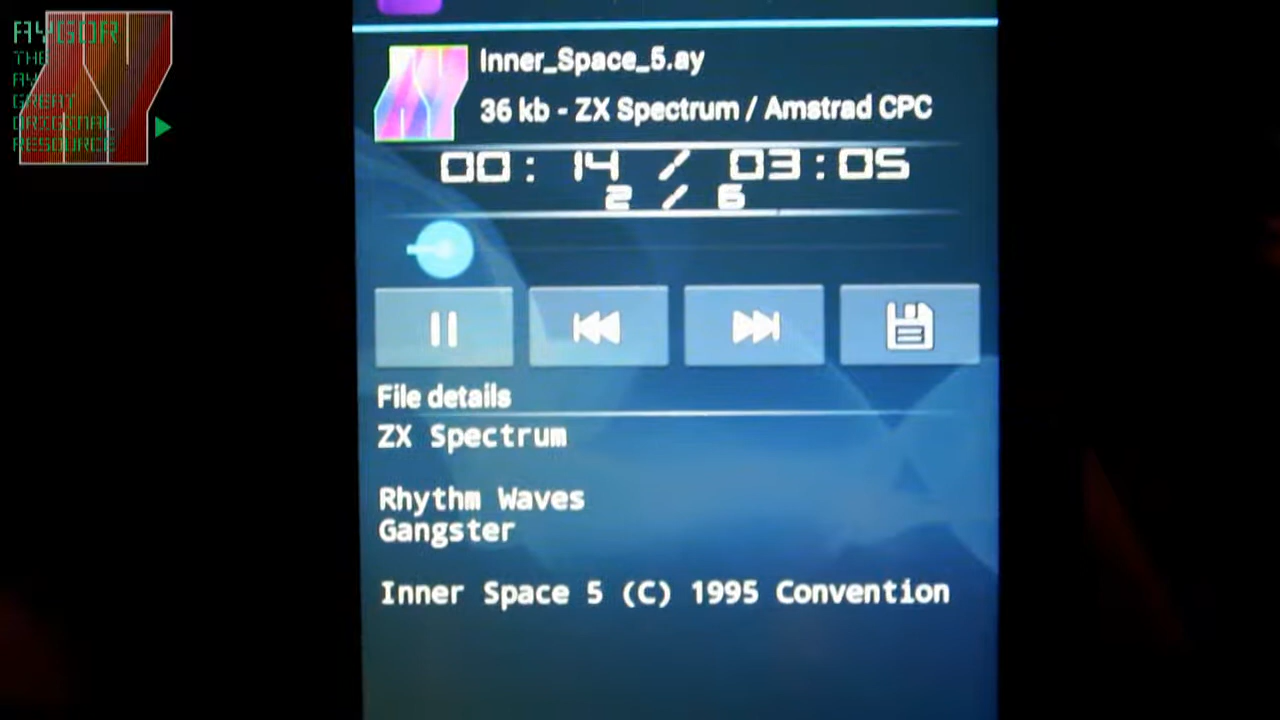 AYGOR
THE
AY
GREAT
ORIGINAL
RESOURCE
Inner_Space_5.ay
36 kb - ZX Spectrum / Amstrad CPC
00:14 / 03:05
2 / 6
File details
ZX Spectrum
Rhythm Waves
Gangster
Inner Space 5 (C) 1995 Convention